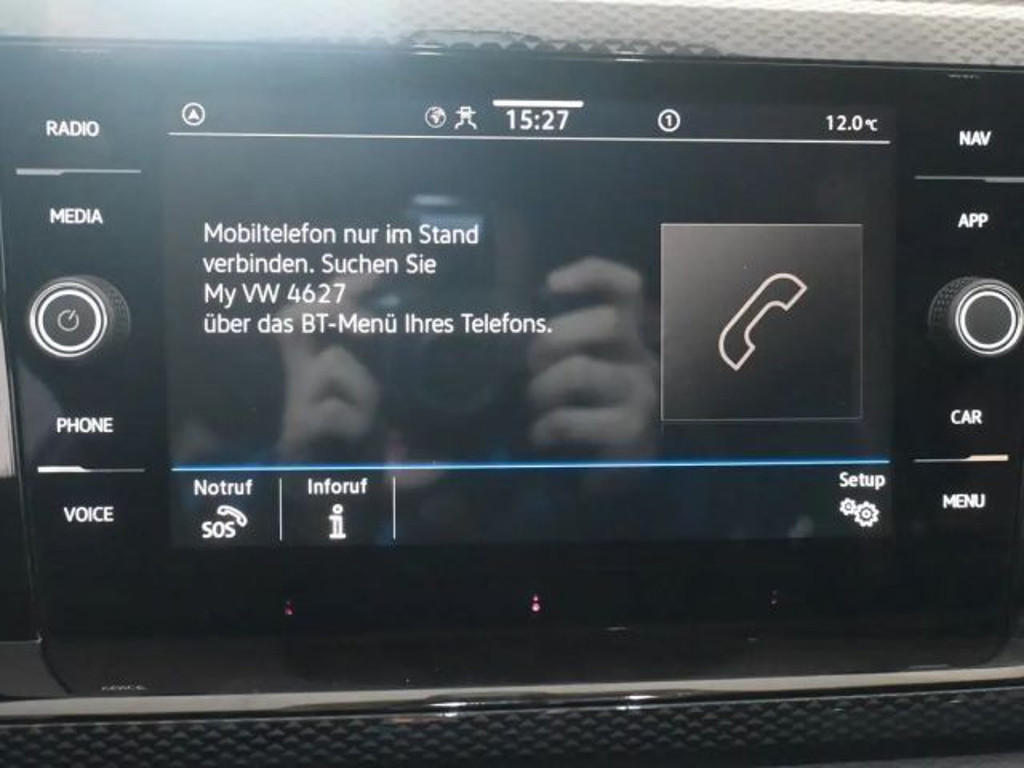 RADIO
MEDIA
PHONE
VOICE
15:27
1
12.0°C
Mobiltelefon nur im Stand
verbinden. Suchen Sie
My VW 4627
über das BT-Menü Ihres Telefons.
Notruf
SOS
Inforuf
i
Setup
NAV
APP
CAR
MENU